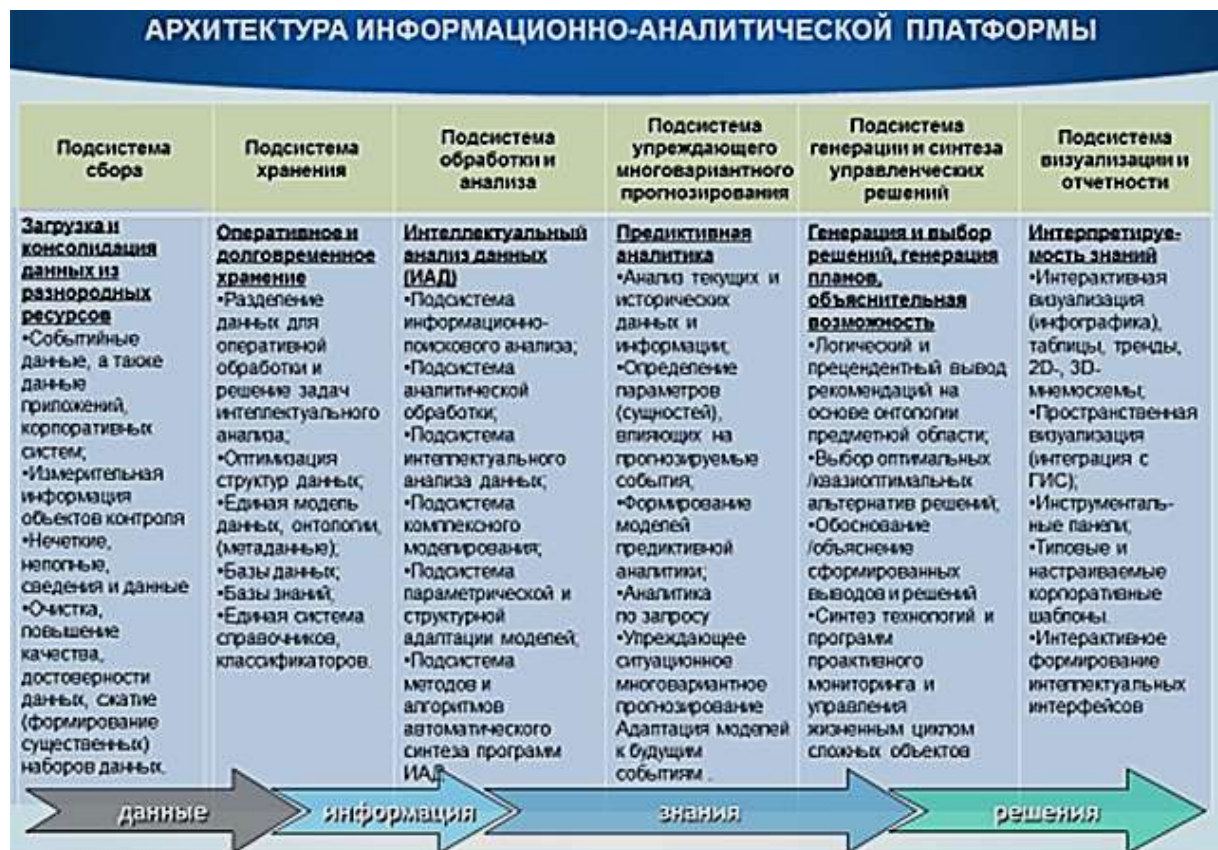 АРХИТЕКТУРА ИНФОРМАЦИОННО-АНАЛИТИЧЕСКОЙ ПЛАТФОРМЫ
Подсистема
сбора
Подсистема
хранения
Подсистема
обработки и
анализа
Подсистема
упреждающего
многовариантного
прогнозирования
Подсистема
генерации и синтеза
управленческих
решений
Подсистема
визуализации и
отчетности
Загрузка и
консолидация
данных из
разнородных
ресурсов
•Событийные
данные, а также
данные
приложений,
корпоративных
систем;
•Измерительная
информация
объектов контроля
•Нечеткие,
неполные,
сведения и данные
•Очистка,
повышение
качества,
достоверности
данных, сжатие
(формирование
существенных)
наборов данных.
Оперативное и
долговременное
хранение
•Разделение
данных для
оперативной
обработки и
решение задач
интеллектуального
анализа;
•Оптимизация
структур данных;
•Единая модель
данных, онтологии,
(метаданные);
•Базы данных;
•Базы знаний;
•Единая система
справочников,
классификаторов.
Интеллектуальный
анализ данных
(ИАД)
•Подсистема
информационно-
поискового анализа;
•Подсистема
аналитической
обработки;
•Подсистема
интеллектуального
анализа данных;
•Подсистема
комплексного
моделирования;
•Подсистема
параметрической и
структурной
адаптации моделей;
•Подсистема
методов и
алгоритмов
автоматического
синтеза программ
ИАД
Предиктивная
аналитика
•Анализ текущих и
исторических
данных и
информации;
•Определение
параметров
(сущностей),
влияющих на
прогнозируемые
события;
•Формирование
моделей
предиктивной
аналитики;
•Аналитика
по запросу
•Упреждающее
ситуационное
многовариантное
прогнозирование
Адаптация моделей
к будущим
событиям .
Генерация и выбор
решений, генерация
планов,
объяснительная
возможность
•Логический и
прецендентный вывод
рекомендаций на
основе онтологии
предметной области;
•Выбор оптимальных
/квазиоптимальных
альтернатив решений;
•Обоснование
/объяснение
сформированных
выводов и решений
•Синтез технологий и
программ
проактивного
мониторинга и
управления
жизненным циклом
сложных объектов
Интерпретируе-
мость знаний
•Интерактивная
визуализация
(инфографика),
таблицы, тренды,
2D-, 3D-
мнемосхемы;
•Пространственная
визуализация
(интеграция с
ГИС);
•Инструменталь-
ные панели;
•Типовые и
настраиваемые
корпоративные
шаблоны.
•Интерактивное
формирование
интеллектуальных
интерфейсов
данные
информация
знания
решения